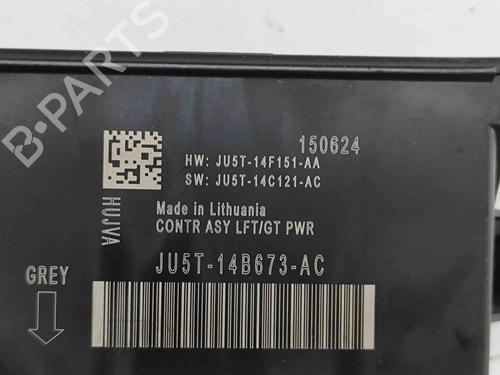 150624
HW: JU5T-14F151-AA
SW: JU5T-14C121-AC
HUJVA
Made in Lithuania
CONTR ASY LFT/GT PWR
GREY
JU5T-14B673-AC
B-PARTS